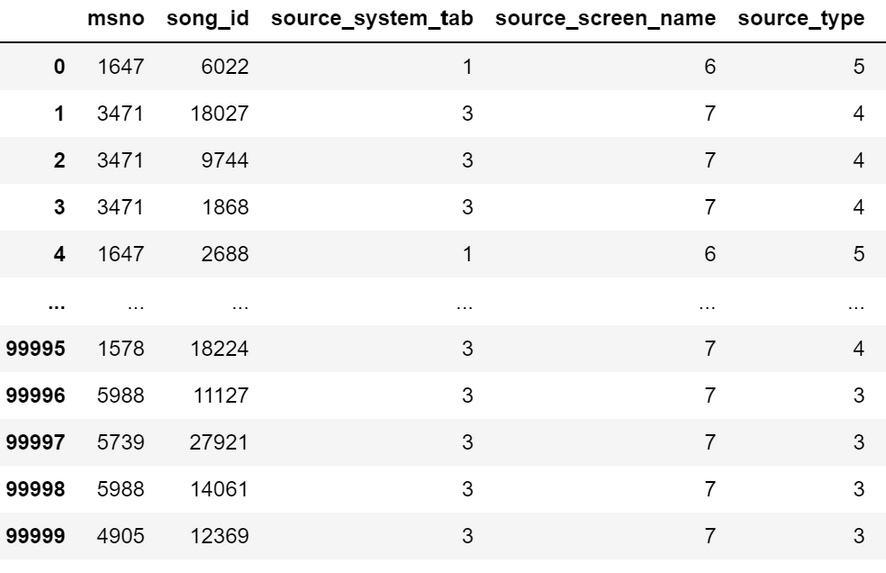 msno song_id source_system_tab source_screen_name source_type
0 1647 6022 1 6 5
1 3471 18027 3 7 4
2 3471 9744 3 7 4
3 3471 1868 3 7 4
4 1647 2688 1 6 5
... ... ... ... ... ...
99995 1578 18224 3 7 4
99996 5988 11127 3 7 3
99997 5739 27921 3 7 3
99998 5988 14061 3 7 3
99999 4905 12369 3 7 3